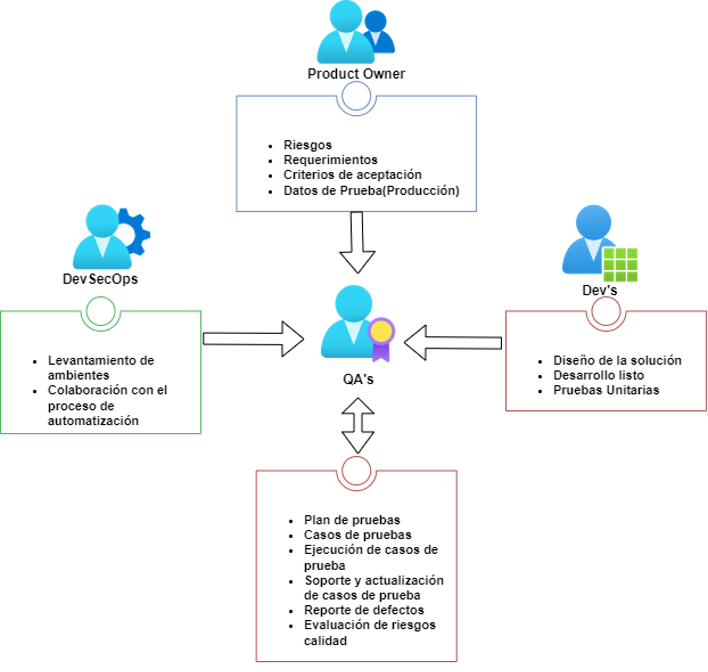 Product Owner
• Riesgos
• Requerimientos
• Criterios de aceptación
• Datos de Prueba(Producción)
DevSecOps
• Levantamiento de
ambientes
• Colaboración con el
proceso de
automatización
QA's
Dev's
• Diseño de la solución
• Desarrollo listo
• Pruebas Unitarias
• Plan de pruebas
• Casos de pruebas
• Ejecución de casos de
prueba
• Soporte y actualización
de casos de prueba
• Reporte de defectos
• Evaluación de riesgos
calidad